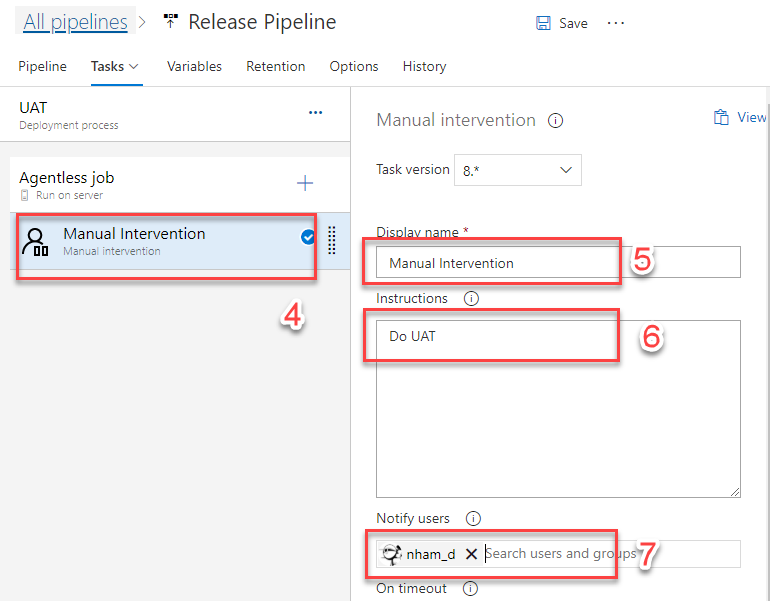 All pipelines > Release Pipeline Save ...
Pipeline Tasks Variables Retention Options History
UAT
Deployment process
Agentless job
Run on server
Manual Intervention
Manual intervention
4
Manual intervention View
Task version 8.*
Display name *
Manual Intervention 5
Instructions
Do UAT 6
Notify users
nham_d Search users and groups 7
On timeout